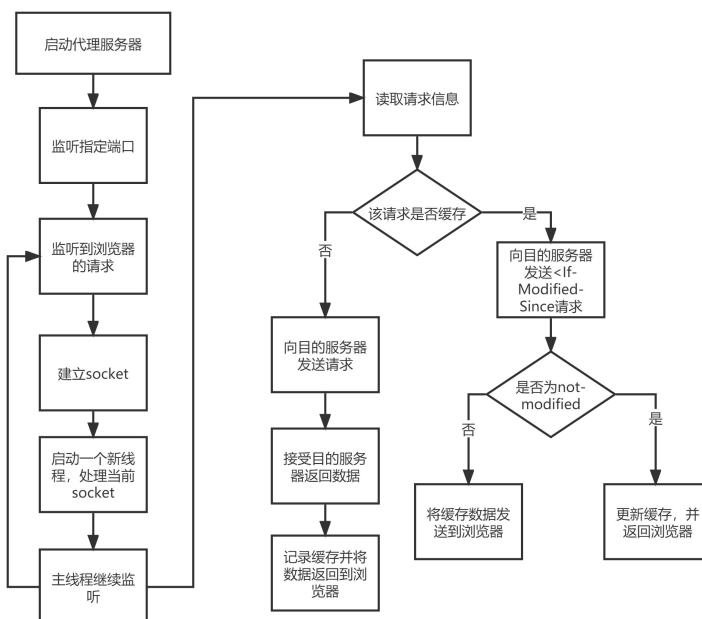 启动代理服务器
监听指定端口
监听到浏览器
的请求
建立socket
启动一个新线
程，处理当前
socket
主线程继续监
听
读取请求信息
该请求是否缓存
否
是
向目的服务器
发送请求
接受目的服务
器返回数据
记录缓存并将
数据返回到浏
览器
向目的服务器
发送<If-
Modified-
Since请求
是否为not-
modified
否
是
将缓存数据发
送到浏览器
更新缓存，并
返回浏览器